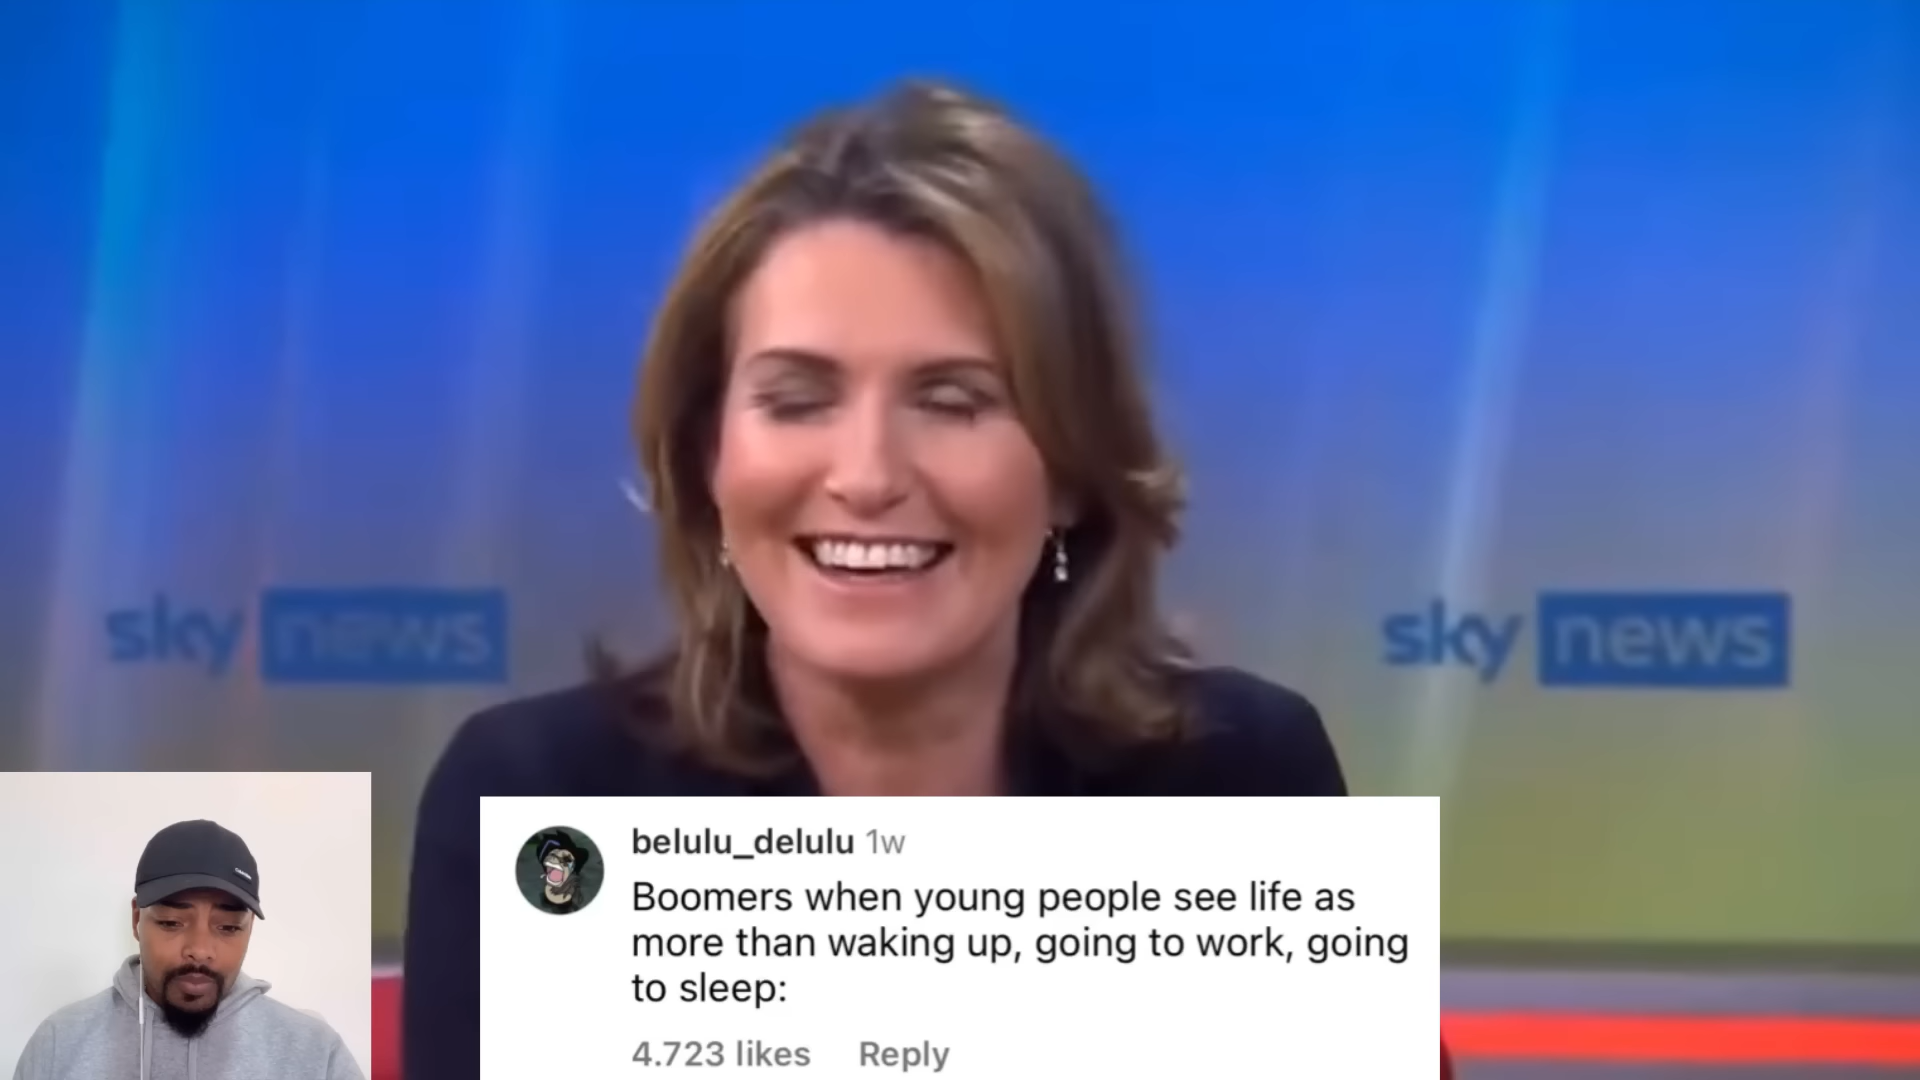 sky news
sky news
belulu_delulu 1w
Boomers when young people see life as
more than waking up, going to work, going
to sleep:
4.723 likes Reply